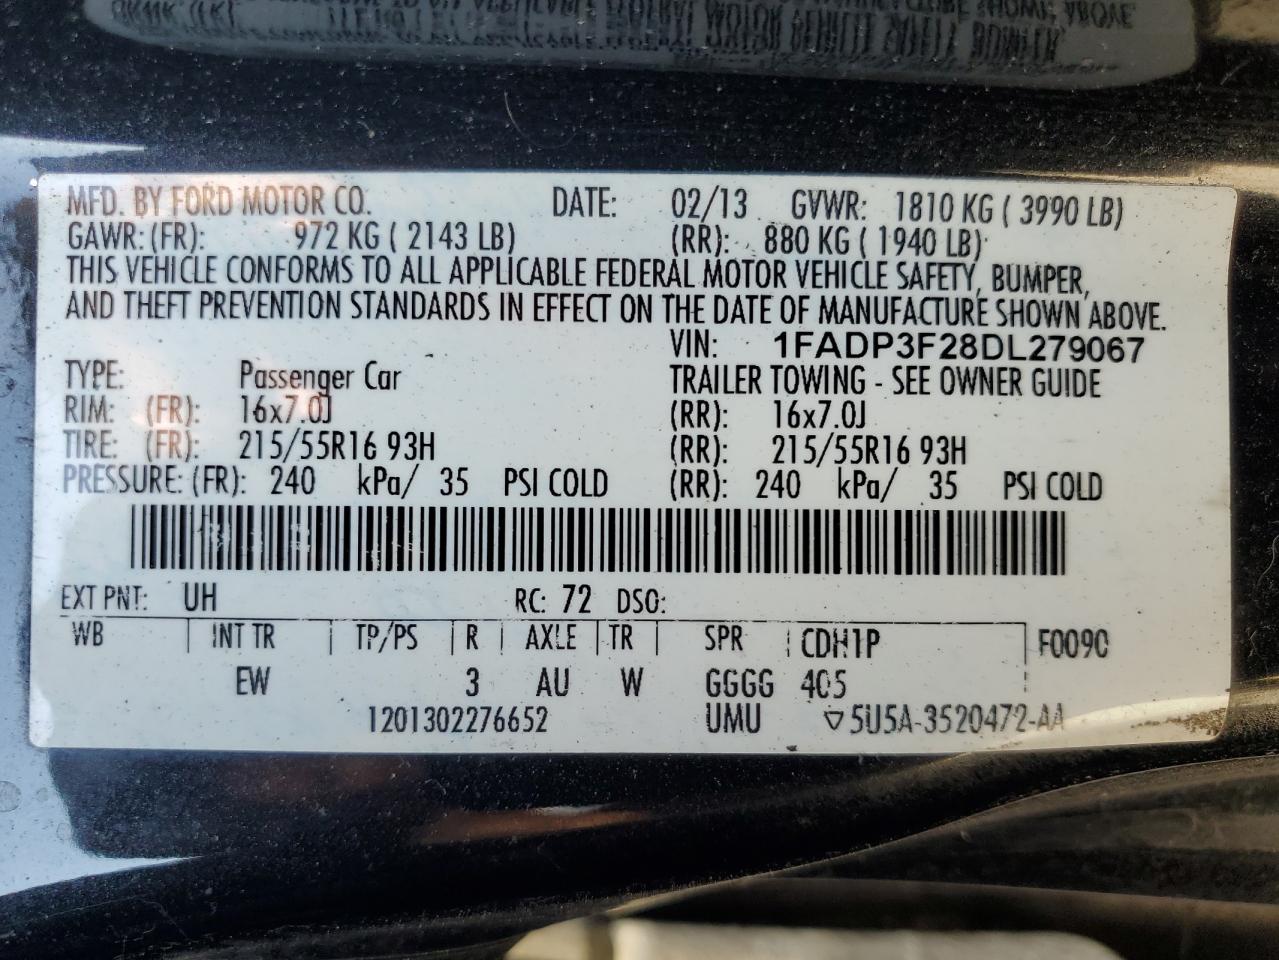 MFD. BY FORD MOTOR CO. DATE: 02/13 GVWR: 1810 KG ( 3990 LB)
GAWR: (FR): 972 KG ( 2143 LB) (RR): 880 KG ( 1940 LB)
THIS VEHICLE CONFORMS TO ALL APPLICABLE FEDERAL MOTOR VEHICLE SAFETY, BUMPER,
AND THEFT PREVENTION STANDARDS IN EFFECT ON THE DATE OF MANUFACTURE SHOWN ABOVE.
VIN: 1FADP3F28DL279067
TYPE: Passenger Car TRAILER TOWING - SEE OWNER GUIDE
RIM: (FR): 16x7.0J (RR): 16x7.0J
TIRE: (FR): 215/55R16 93H (RR): 215/55R16 93H
PRESSURE: (FR): 240 kPa/ 35 PSI COLD (RR): 240 kPa/ 35 PSI COLD
EXT PNT: UH RC: 72 DSO:
WB INT TR TP/PS R AXLE TR SPR CDH1P F0090
EW 3 AU W GGGG 405
1201302276652 UMU ▽5U5A-3520472-AA